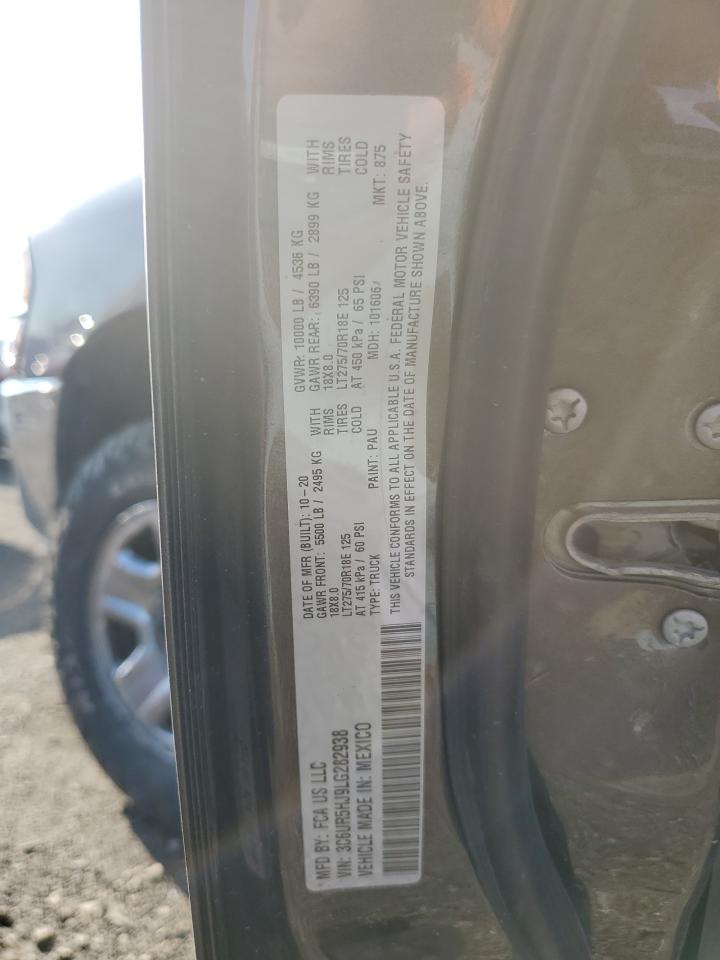 MFD BY: FCA US LLC
DATE OF MFR (BUILT): 10-20
GVWR: 10000 LB / 4536 KG
GAWR FRONT: 5500 LB / 2495 KG WITH
GAWR REAR: 6390 LB / 2899 KG WITH
18X8.0 RIMS
18X8.0 RIMS
LT275/70R18E 125 TIRES
LT275/70R18E 125 TIRES
AT 415 kPa / 60 PSI COLD
AT 450 kPa / 65 PSI COLD
VIN: 3C6UR5HJ9LG282938
TYPE: TRUCK PAINT: PAU MDH: 101606 MKT: 875
VEHICLE MADE IN: MEXICO
THIS VEHICLE CONFORMS TO ALL APPLICABLE U.S.A. FEDERAL MOTOR VEHICLE SAFETY
STANDARDS IN EFFECT ON THE DATE OF MANUFACTURE SHOWN ABOVE.